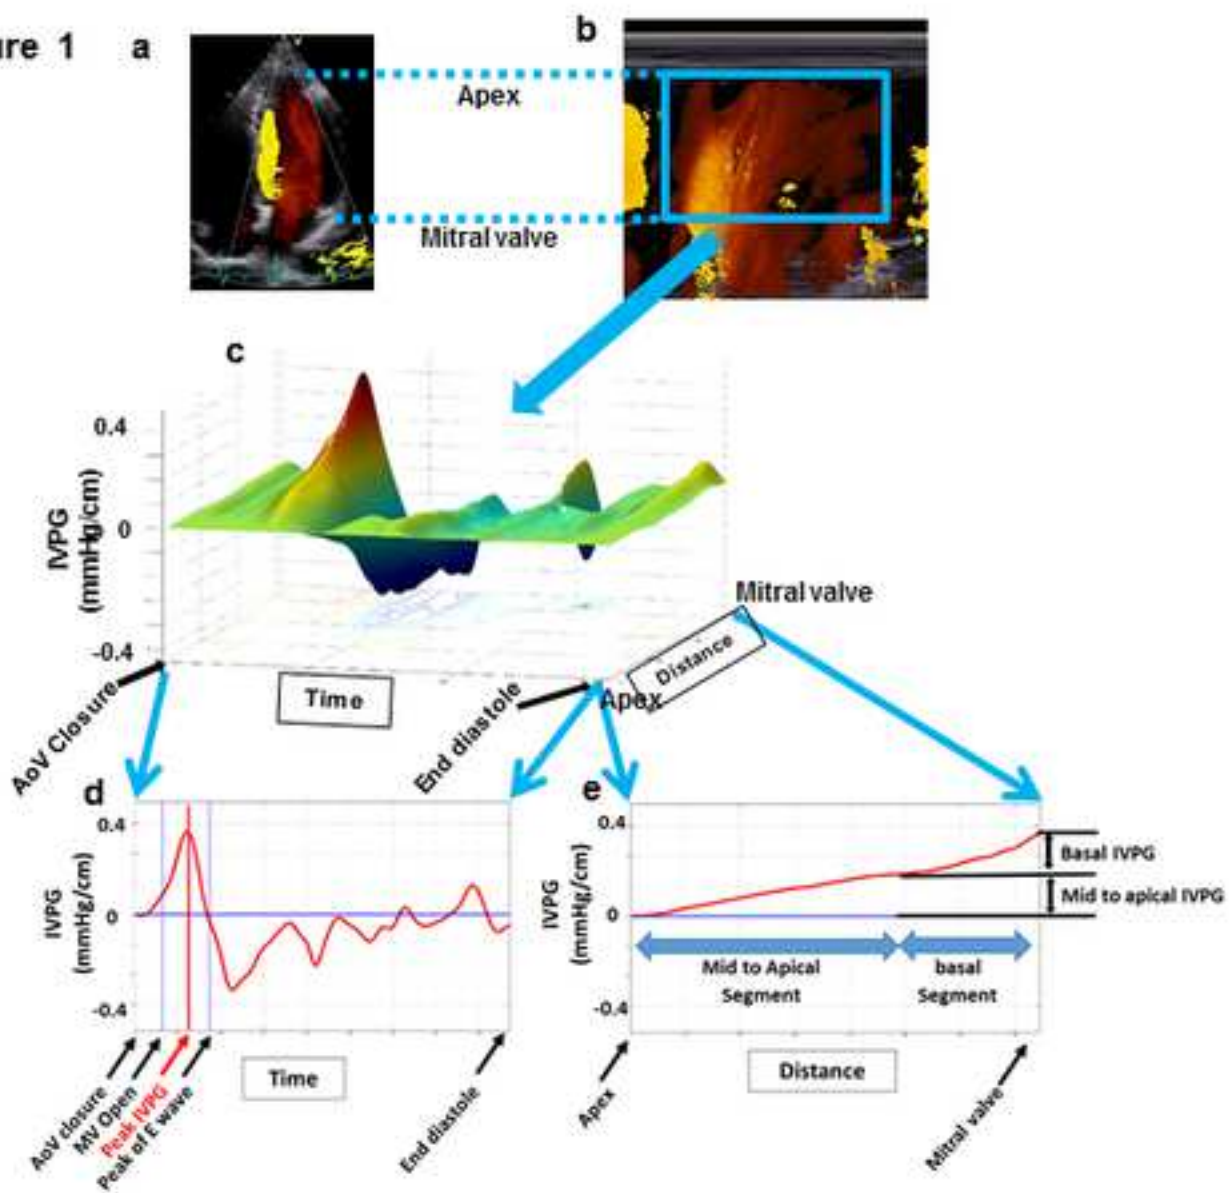 ure 1
a
b
Apex
Mitral valve
c
0.4
0
-0.4
IVPG
(mmHg/cm)
Mitral valve
Distance
Apex
Time
AoV Closure
End diastole
d
0.4
0
-0.4
IVPG
(mmHg/cm)
AoV closure
MV Open
Peak IVPG
Peak of E wave
Time
End diastole
e
0.4
0
-0.4
IVPG
(mmHg/cm)
Basal IVPG
Mid to apical IVPG
Mid to Apical
Segment
basal
Segment
Distance
Apex
Mitral valve